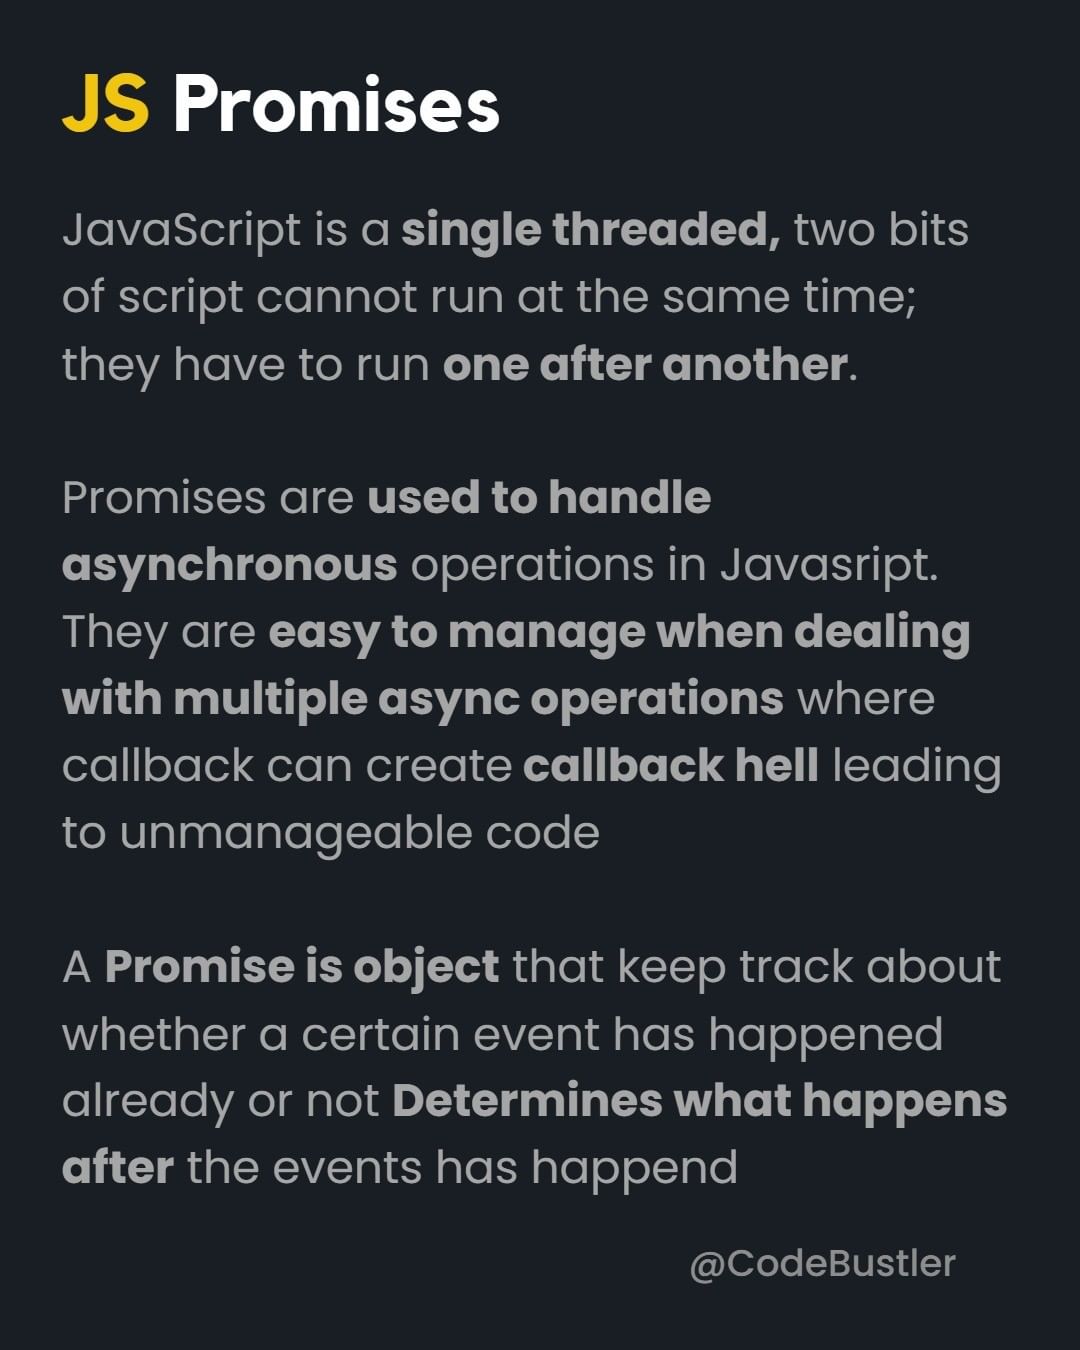 JS Promises
JavaScript is a single threaded, two bits
of script cannot run at the same time;
they have to run one after another.
Promises are used to handle
asynchronous operations in Javasript.
They are easy to manage when dealing
with multiple async operations where
callback can create callback hell leading
to unmanageable code
A Promise is object that keep track about
whether a certain event has happened
already or not Determines what happens
after the events has happend
@CodeBustler